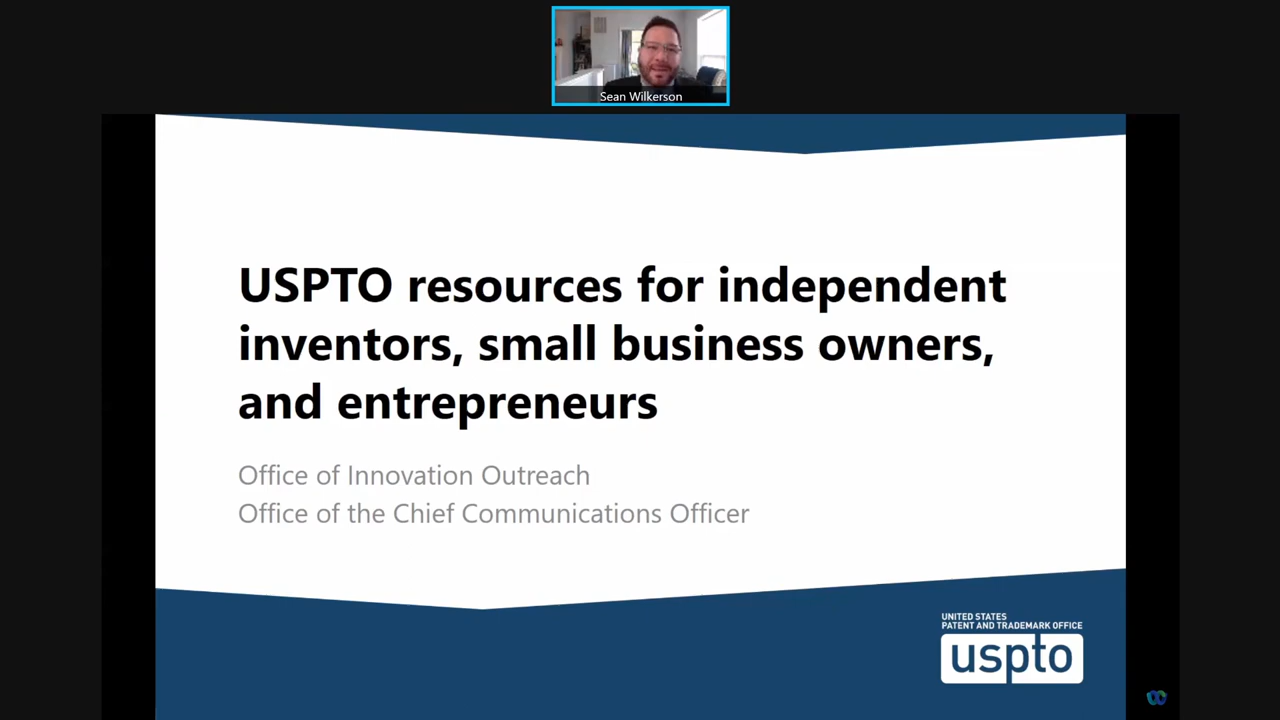 Sean Wilkerson
USPTO resources for independent
inventors, small business owners,
and entrepreneurs
Office of Innovation Outreach
Office of the Chief Communications Officer
UNITED STATES
PATENT AND TRADEMARK OFFICE
uspto